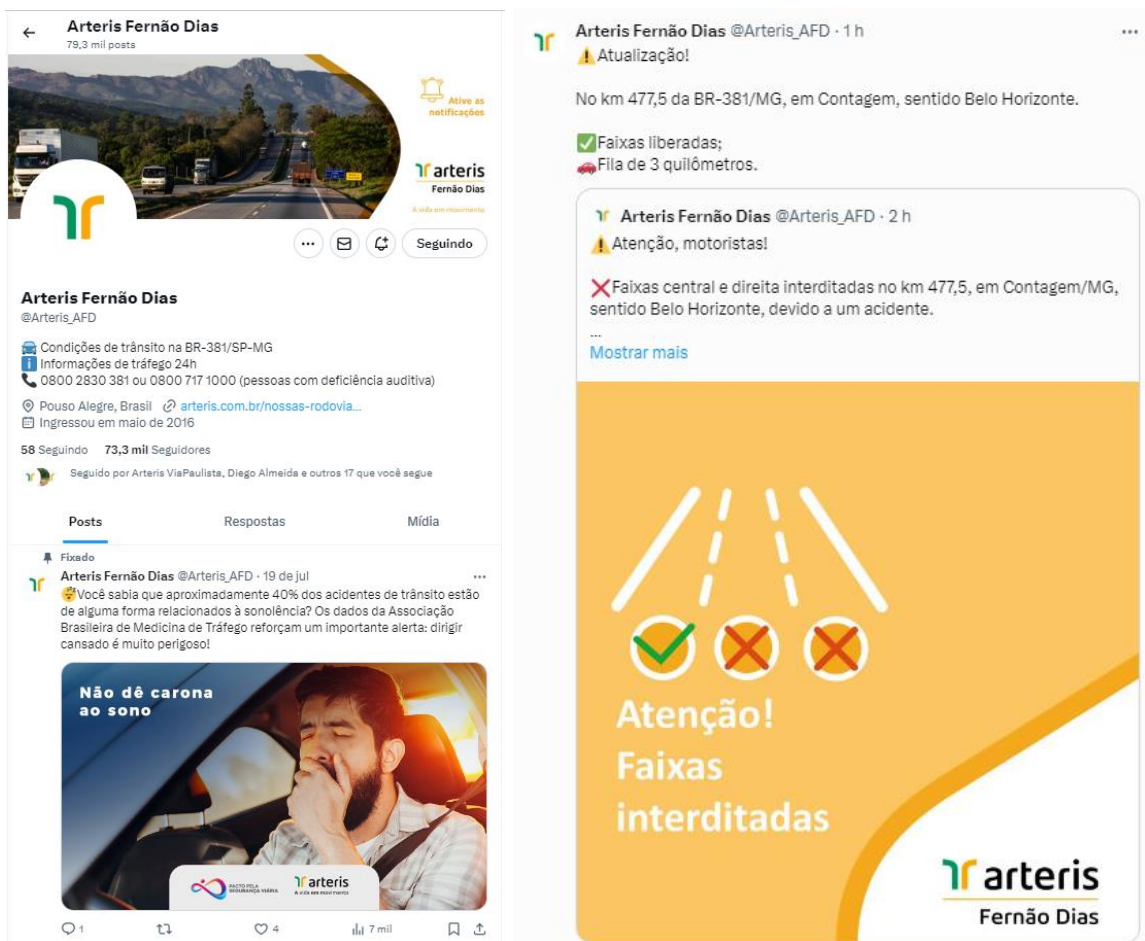 Arteris Fernão Dias
79,3 mil posts
Ative as
notificações
arteris
Fernão Dias
A vida em movimento
Seguindo
Arteris Fernão Dias
@Arteris_AFD
Condições de trânsito na BR-381/SP-MG
Informações de tráfego 24h
0800 2830 381 ou 0800 717 1000 (pessoas com deficiência auditiva)
Pouso Alegre, Brasil arteris.com.br/nossas-rodovia...
Ingressou em maio de 2016
58 Seguindo 73,3 mil Seguidores
Seguido por Arteris ViaPaulista, Diego Almeida e outros 17 que você segue
Posts Respostas Mídia
Fixado
Arteris Fernão Dias @Arteris_AFD · 19 de jul
Você sabia que aproximadamente 40% dos acidentes de trânsito estão
de alguma forma relacionados à sonolência? Os dados da Associação
Brasileira de Medicina de Tráfego reforçam um importante alerta: dirigir
cansado é muito perigoso!
Não dê carona
ao sono
PACTO PELA
SEGURANÇA VIÁRIA
arteris
A vida em movimento
1 4 7 mil
Arteris Fernão Dias @Arteris_AFD · 1 h
Atualização!
No km 477,5 da BR-381/MG, em Contagem, sentido Belo Horizonte.
Faixas liberadas;
Fila de 3 quilômetros.
Arteris Fernão Dias @Arteris_AFD · 2 h
Atenção, motoristas!
Faixas central e direita interditadas no km 477,5, em Contagem/MG,
sentido Belo Horizonte, devido a um acidente.
...
Mostrar mais
Atenção!
Faixas
interditadas
arteris
Fernão Dias